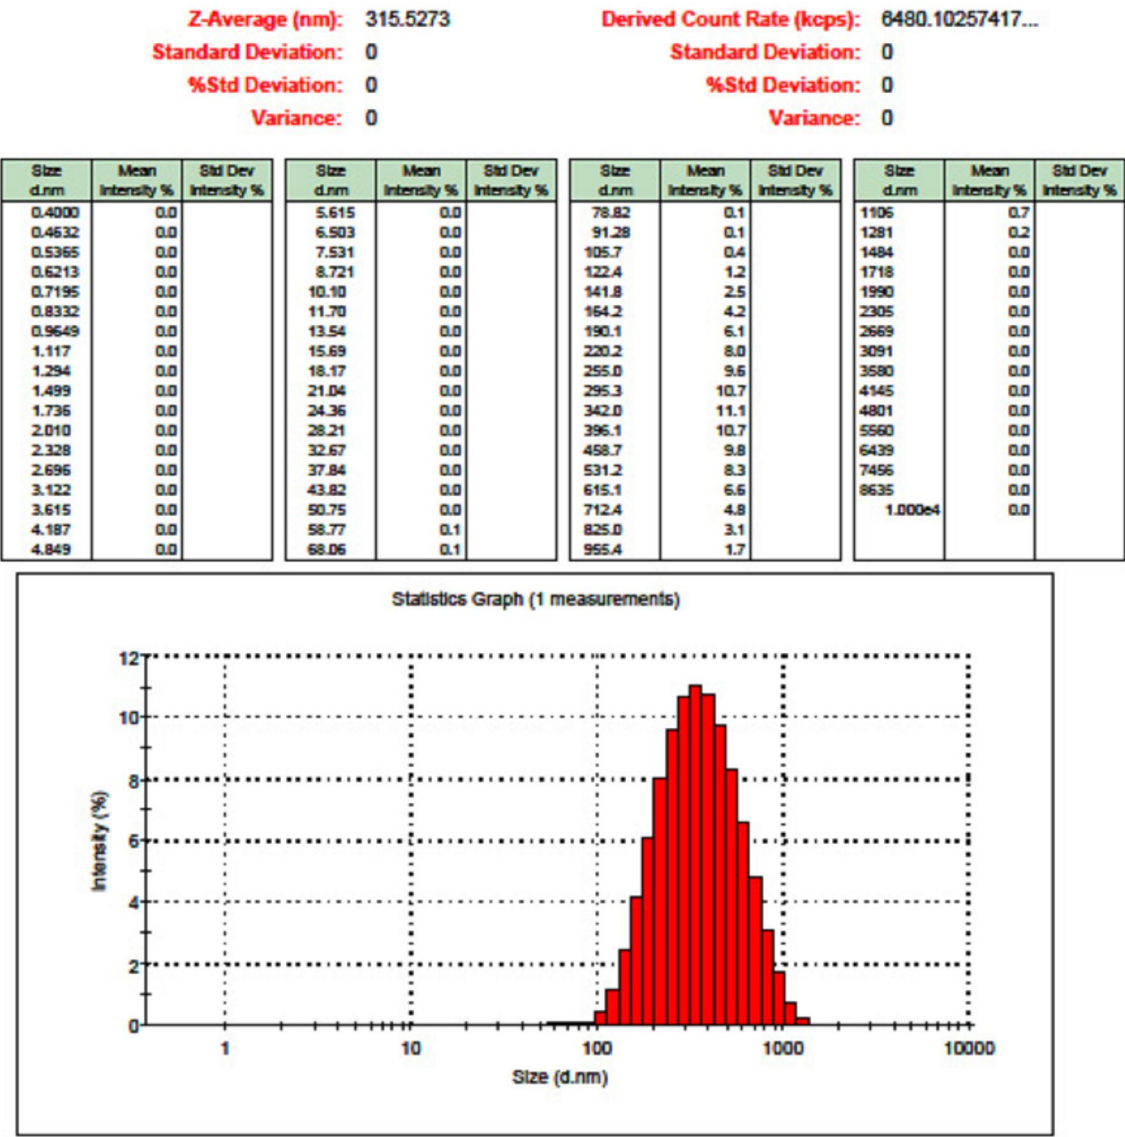 Z-Average (nm): 315.5273 Derived Count Rate (kcps): 6480.10257417...
Standard Deviation: 0 Standard Deviation: 0
%Std Deviation: 0 %Std Deviation: 0
Variance: 0 Variance: 0
Size Mean Std Dev Size Mean Std Dev Size Mean Std Dev Size Mean Std Dev
d.nm Intensity % Intensity % d.nm Intensity % Intensity % d.nm Intensity % Intensity % d.nm Intensity % Intensity %
0.4000 0.0 5.615 0.0 78.82 0.1 1106 0.7
0.4632 0.0 6.503 0.0 91.28 0.1 1281 0.2
0.5365 0.0 7.531 0.0 105.7 0.4 1484 0.0
0.6213 0.0 8.721 0.0 122.4 1.2 1718 0.0
0.7195 0.0 10.10 0.0 141.8 2.5 1990 0.0
0.8332 0.0 11.70 0.0 164.2 4.2 2305 0.0
0.9649 0.0 13.54 0.0 190.1 6.1 2669 0.0
1.117 0.0 15.69 0.0 220.2 8.0 3091 0.0
1.294 0.0 18.17 0.0 255.0 9.6 3580 0.0
1.499 0.0 21.04 0.0 295.3 10.7 4145 0.0
1.736 0.0 24.36 0.0 342.0 11.1 4801 0.0
2.010 0.0 28.21 0.0 396.1 10.7 5560 0.0
2.328 0.0 32.67 0.0 458.7 9.8 6439 0.0
2.696 0.0 37.84 0.0 531.2 8.3 7456 0.0
3.122 0.0 43.82 0.0 615.1 6.6 8635 0.0
3.615 0.0 50.75 0.0 712.4 4.8 1.000e4 0.0
4.187 0.0 58.77 0.1 825.0 3.1
4.849 0.0 68.06 0.1 955.4 1.7
Statistics Graph (1 measurements)
12
10
8
6
4
2
0
Intensity (%)
1 10 100 1000 10000
Size (d.nm)